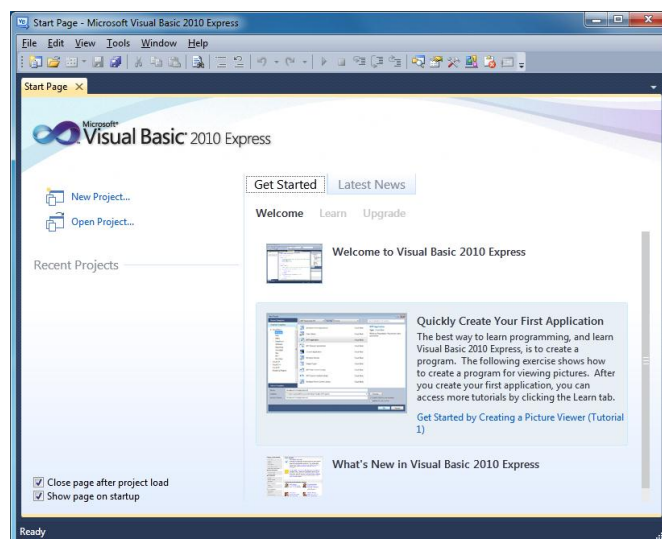 Start Page - Microsoft Visual Basic 2010 Express
File Edit View Tools Window Help
Start Page
Microsoft®
Visual Basic® 2010 Express
New Project...
Open Project...
Recent Projects
Get Started Latest News
Welcome Learn Upgrade
Welcome to Visual Basic 2010 Express
Quickly Create Your First Application
The best way to learn programming, and learn
Visual Basic 2010 Express, is to create a
program. The following exercise shows how
to create a program for viewing pictures. After
you create your first application, you can
access more tutorials by clicking the Learn tab.
Get Started by Creating a Picture Viewer (Tutorial
1)
What's New in Visual Basic 2010 Express
Close page after project load
Show page on startup
Ready